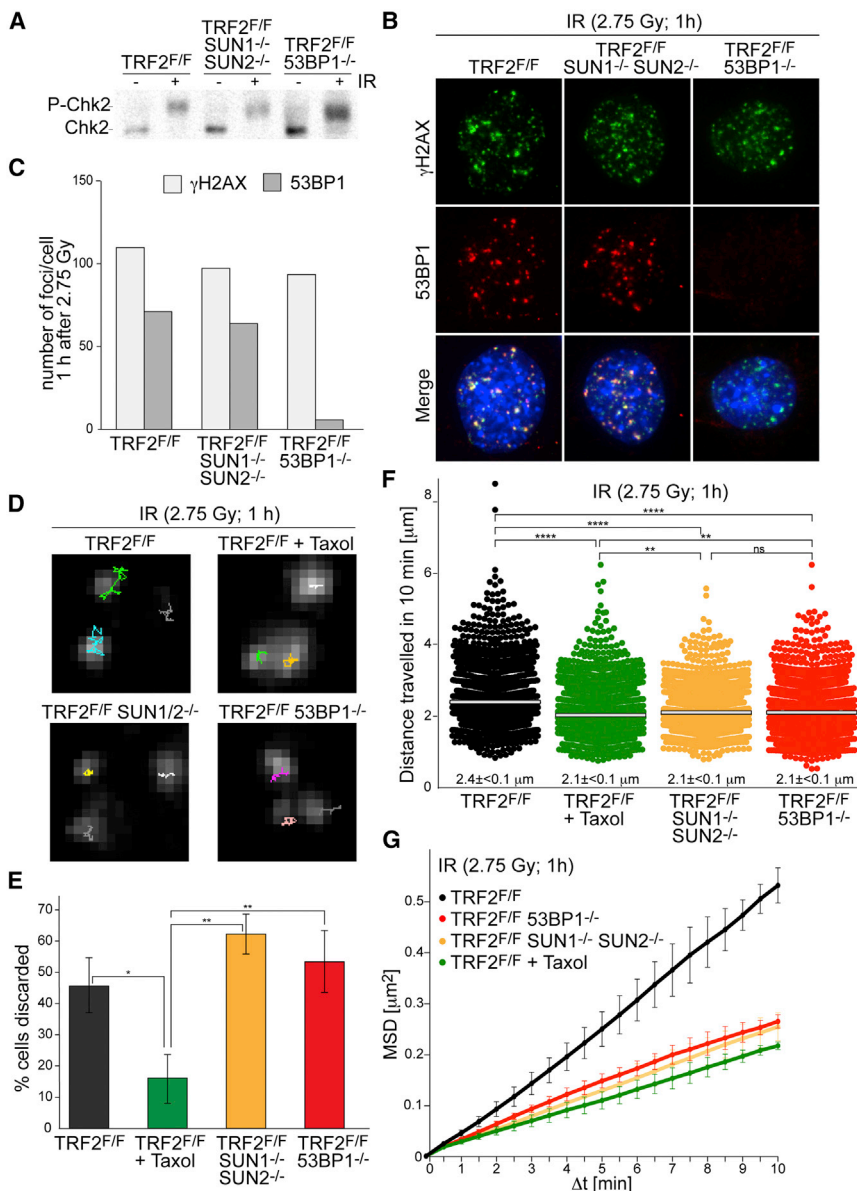 A
TRF2F/F
TRF2F/F
SUN1-/-
SUN2-/-
TRF2F/F
53BP1-/-
- + - + - + IR
P-Chk2
Chk2
B
IR (2.75 Gy; 1h)
TRF2F/F
TRF2F/F
SUN1-/- SUN2-/-
TRF2F/F
53BP1-/-
γH2AX
53BP1
Merge
C
γH2AX
53BP1
number of foci/cell
1 h after 2.75 Gy
150
100
50
0
TRF2F/F
TRF2F/F
SUN1-/-
SUN2-/-
TRF2F/F
53BP1-/-
D
IR (2.75 Gy; 1 h)
TRF2F/F
TRF2F/F + Taxol
TRF2F/F SUN1/2-/-
TRF2F/F 53BP1-/-
E
% cells discarded
70
60
50
40
30
20
10
0
*
**
**
TRF2F/F
TRF2F/F
+ Taxol
TRF2F/F
SUN1-/-
SUN2-/-
TRF2F/F
53BP1-/-
F
IR (2.75 Gy; 1h)
Distance travelled in 10 min [µm]
8
6
4
2
0
****
****
****
**
**
ns
2.4±<0.1 µm
2.1±<0.1 µm
2.1±<0.1 µm
2.1±<0.1 µm
TRF2F/F
TRF2F/F
+ Taxol
TRF2F/F
SUN1-/-
SUN2-/-
TRF2F/F
53BP1-/-
G
IR (2.75 Gy; 1h)
TRF2F/F
TRF2F/F 53BP1-/-
TRF2F/F SUN1-/- SUN2-/-
TRF2F/F + Taxol
MSD [µm2]
0.5
0.4
0.3
0.2
0.1
0
0 1 2 3 4 5 6 7 8 9 10
Δt [min]